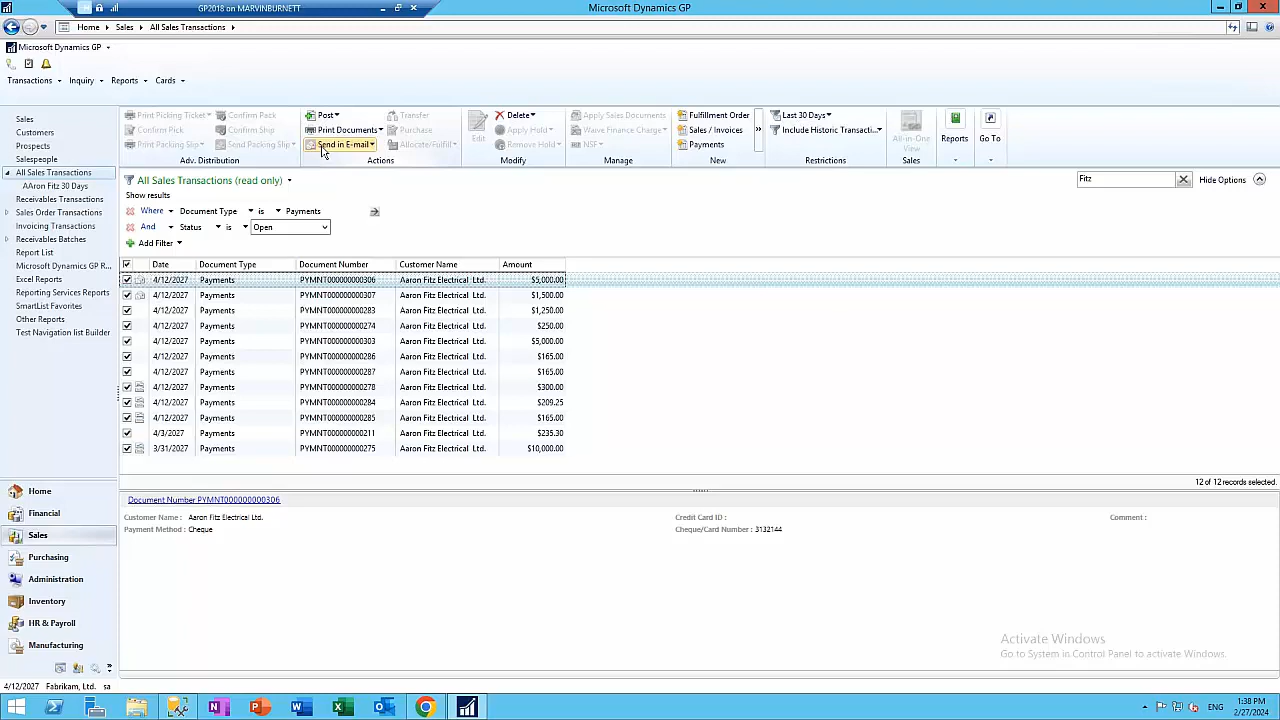 GP2018 on MARVINBURNETT
Microsoft Dynamics GP
Home Sales All Sales Transactions
Microsoft Dynamics GP
Transactions Inquiry Reports Cards
Print Picking Ticket Confirm Pack Post Transfer Delete Apply Sales Documents Fulfillment Order Last 30 Days
Confirm Pick Confirm Ship Print Documents Purchase Edit Apply Hold Wave Finance Charge Sales / Invoices Include Historic Transacti... All-in-One View Reports Go To
Print Packing Slip Send Packing Slip Send in E-mail Allocate/Fulfill Remove Hold NSF Payments
Adv. Distribution Actions Modify Manage New Restrictions Sales
Sales
Customers
Prospects
Salespeople
All Sales Transactions
AAron Fitz 30 Days
Receivables Transactions
Sales Order Transactions
Invoicing Transactions
Receivables Batches
Report List
Microsoft Dynamics GP R...
Excel Reports
Reporting Services Reports
SmartList Favorites
Other Reports
Test Navigation list Builder
Home
Financial
Sales
Purchasing
Administration
Inventory
HR & Payroll
Manufacturing
All Sales Transactions (read only)
Fitz
Hide Options
Show results
Where Document Type is Payments
And Status is Open
Add Filter
Date Document Type Document Number Customer Name Amount
4/12/2027 Payments PYMNT000000000306 Aaron Fitz Electrical Ltd. $5,000.00
4/12/2027 Payments PYMNT000000000307 Aaron Fitz Electrical Ltd. $1,500.00
4/12/2027 Payments PYMNT000000000283 Aaron Fitz Electrical Ltd. $1,250.00
4/12/2027 Payments PYMNT000000000274 Aaron Fitz Electrical Ltd. $250.00
4/12/2027 Payments PYMNT000000000303 Aaron Fitz Electrical Ltd. $5,000.00
4/12/2027 Payments PYMNT000000000286 Aaron Fitz Electrical Ltd. $165.00
4/12/2027 Payments PYMNT000000000287 Aaron Fitz Electrical Ltd. $165.00
4/12/2027 Payments PYMNT000000000278 Aaron Fitz Electrical Ltd. $300.00
4/12/2027 Payments PYMNT000000000284 Aaron Fitz Electrical Ltd. $209.25
4/12/2027 Payments PYMNT000000000285 Aaron Fitz Electrical Ltd. $165.00
4/3/2027 Payments PYMNT000000000211 Aaron Fitz Electrical Ltd. $235.30
3/31/2027 Payments PYMNT000000000275 Aaron Fitz Electrical Ltd. $10,000.00
12 of 12 records selected.
Document Number PYMNT000000000306
Customer Name : Aaron Fitz Electrical Ltd. Credit Card ID : Comment :
Payment Method : Cheque Cheque/Card Number : 3132144
Activate Windows
Go to System in Control Panel to activate Windows.
4/12/2027 Fabrikam, Ltd. sa
ENG
1:38 PM
2/27/2024